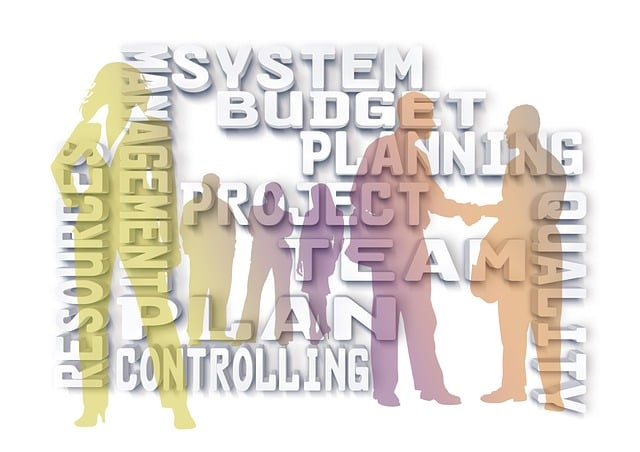 SYSTEM
BUDGET
PLANNING
PROJECT
TEAM
PLAN
CONTROLLING
MANAGEMENT
RESOURCES
QUALITY